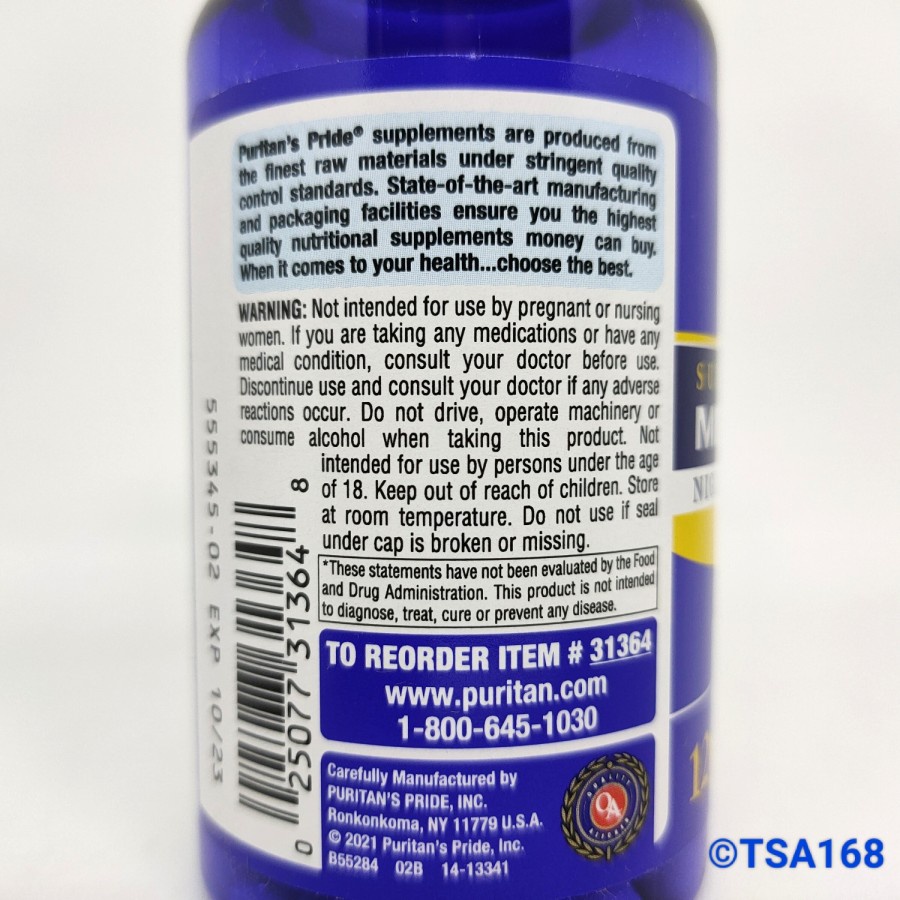 Puritan's Pride® supplements are produced from
the finest raw materials under stringent quality
control standards. State-of-the-art manufacturing
and packaging facilities ensure you the highest
quality nutritional supplements money can buy.
When it comes to your health...choose the best.
WARNING: Not intended for use by pregnant or nursing
women. If you are taking any medications or have any
medical condition, consult your doctor before use.
Discontinue use and consult your doctor if any adverse
reactions occur. Do not drive, operate machinery or
consume alcohol when taking this product. Not
intended for use by persons under the age
of 18. Keep out of reach of children. Store
at room temperature. Do not use if seal
under cap is broken or missing.
*These statements have not been evaluated by the Food
and Drug Administration. This product is not intended
to diagnose, treat, cure or prevent any disease.
TO REORDER ITEM # 31364
www.puritan.com
1-800-645-1030
Carefully Manufactured by
PURITAN'S PRIDE, INC.
Ronkonkoma, NY 11779 U.S.A.
© 2021 Puritan's Pride, Inc.
B55284 02B 14-13341
QUALITY
QA
0 25077 31364 8
555345-02 EXP 10/23
©TSA168